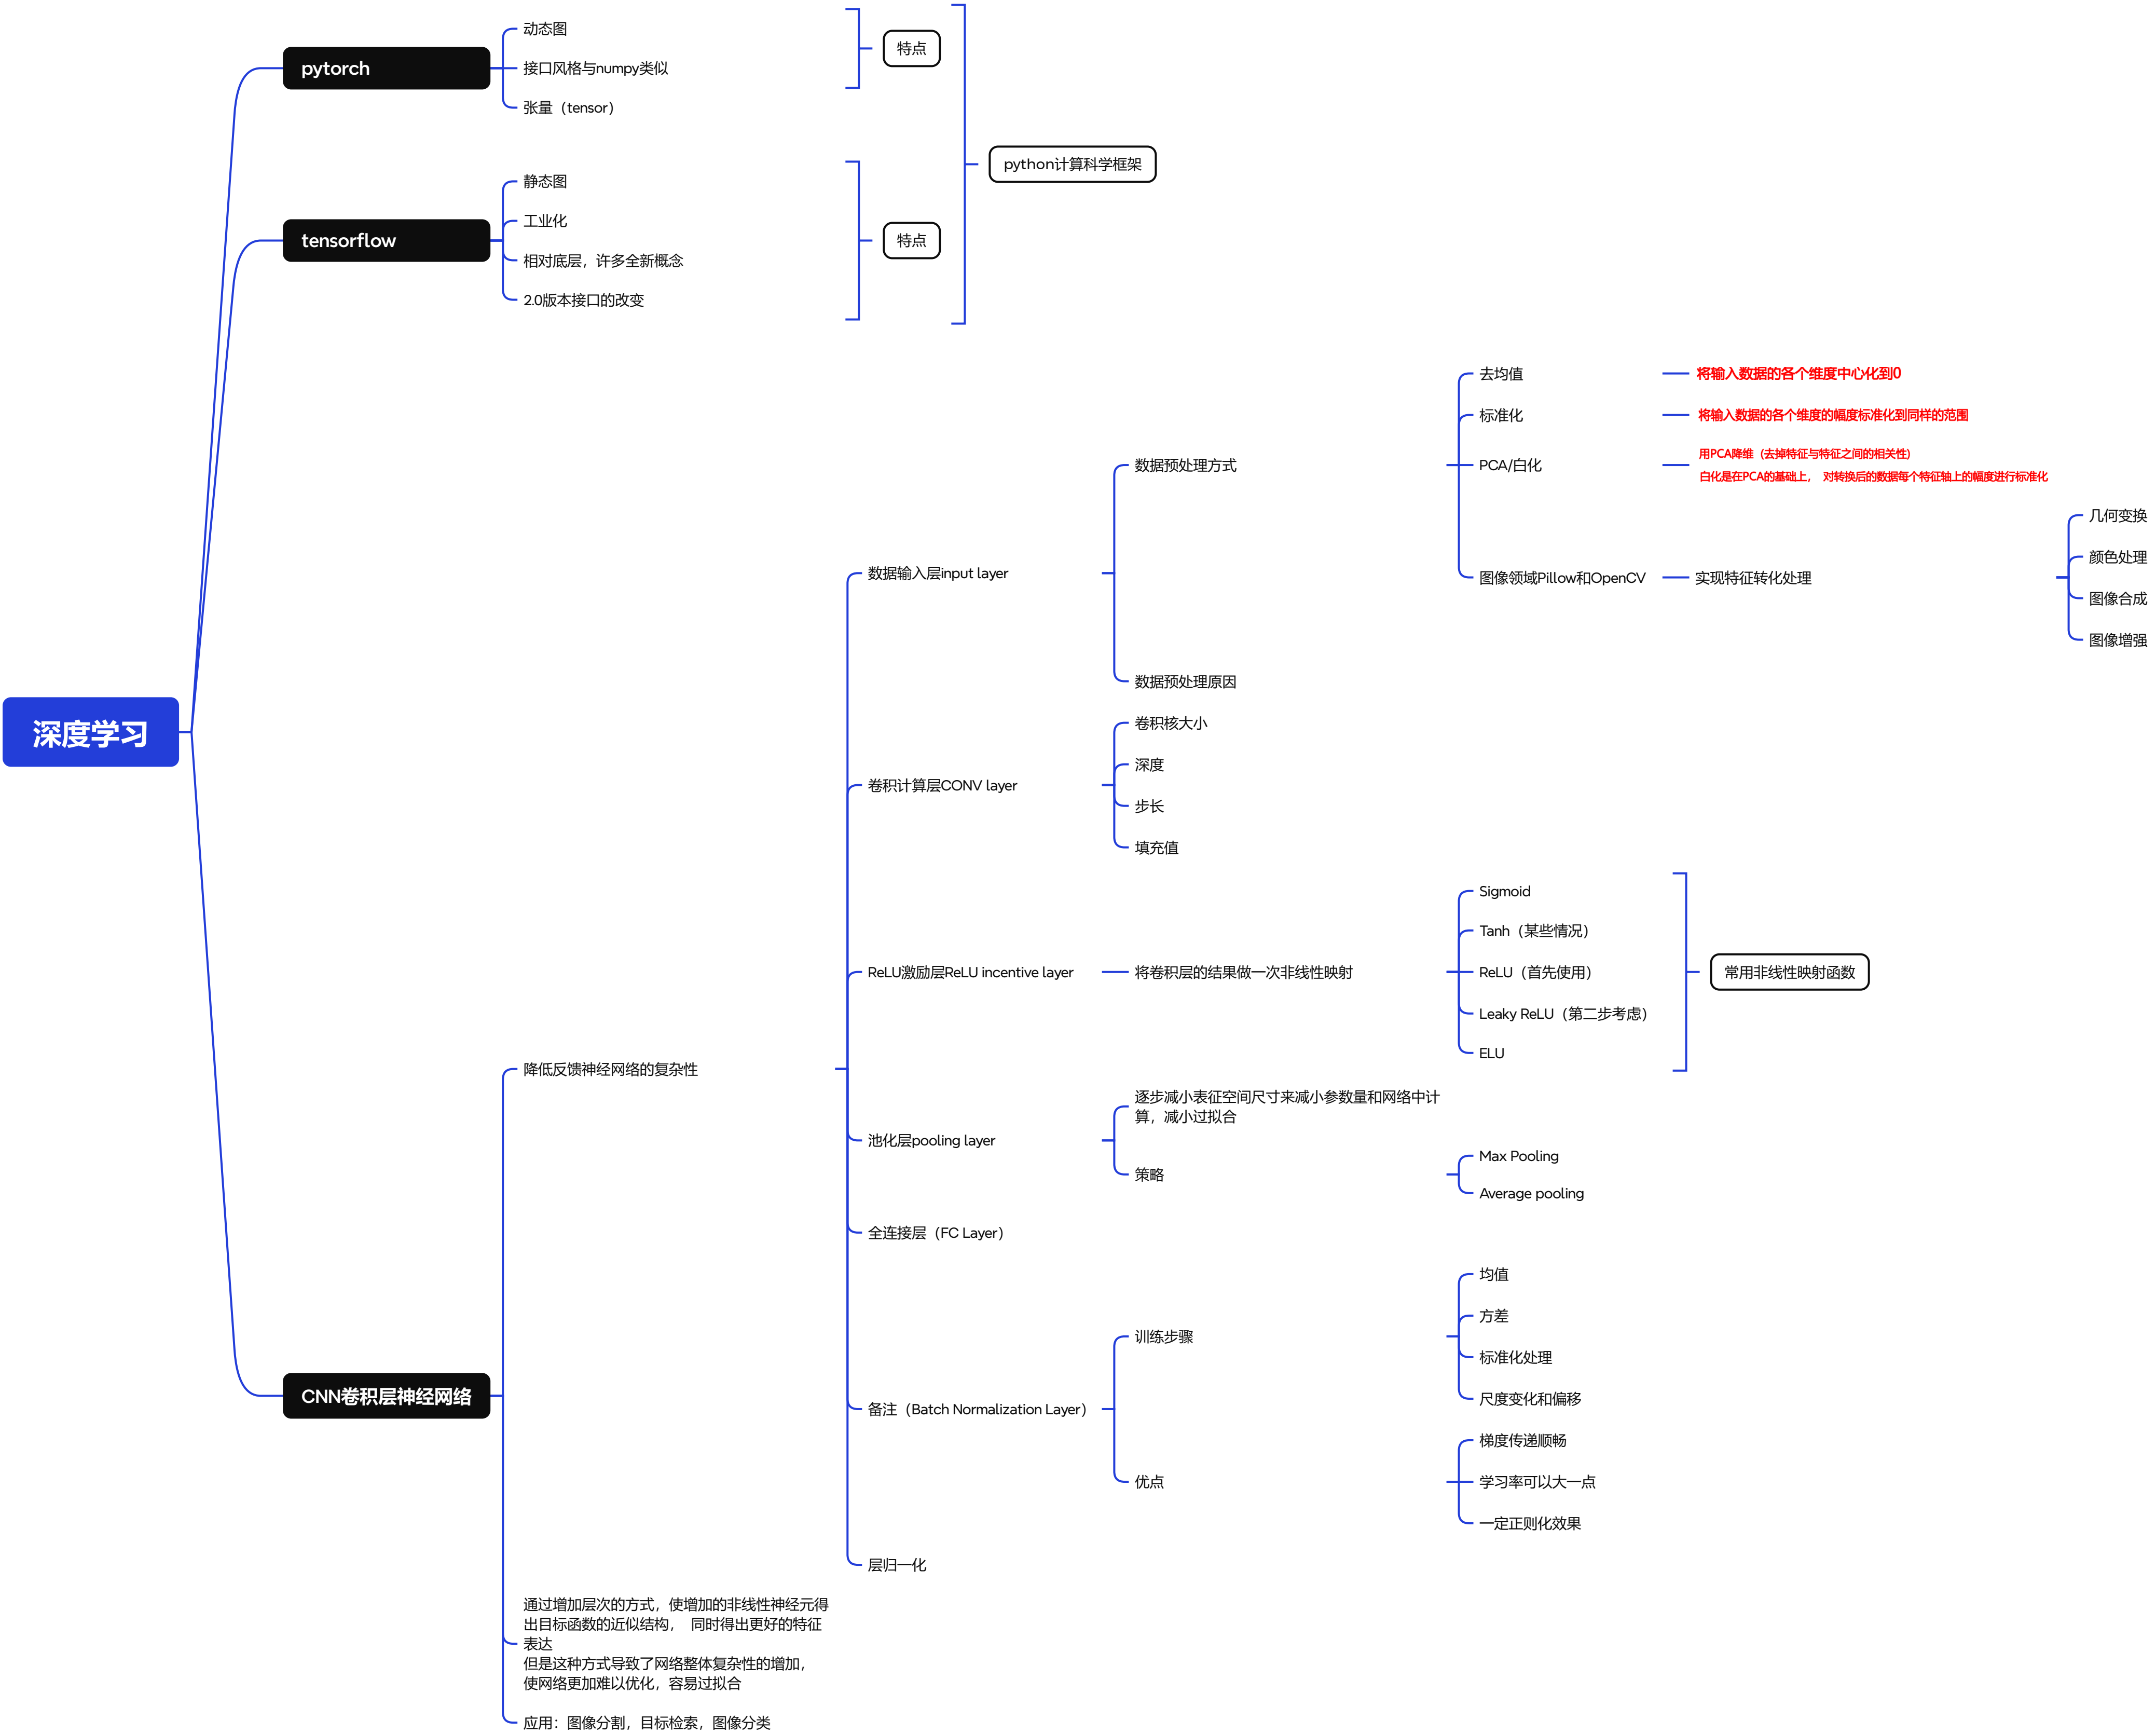 深度学习
pytorch
动态图
接口风格与numpy类似
张量（tensor）
特点
tensorflow
静态图
工业化
相对底层，许多全新概念
2.0版本接口的改变
特点
python计算科学框架
CNN卷积层神经网络
降低反馈神经网络的复杂性
数据输入层input layer
数据预处理方式
去均值
将输入数据的各个维度中心化到0
标准化
将输入数据的各个维度的幅度标准化到同样的范围
PCA/白化
用PCA降维（去掉特征与特征之间的相关性)
白化是在PCA的基础上， 对转换后的数据每个特征轴上的幅度进行标准化
图像领域Pillow和OpenCV
实现特征转化处理
几何变换
颜色处理
图像合成
图像增强
数据预处理原因
卷积计算层CONV layer
卷积核大小
深度
步长
填充值
ReLU激励层ReLU incentive layer
将卷积层的结果做一次非线性映射
Sigmoid
Tanh（某些情况）
ReLU（首先使用）
Leaky ReLU（第二步考虑）
ELU
常用非线性映射函数
池化层pooling layer
逐步减小表征空间尺寸来减小参数量和网络中计
算，减小过拟合
策略
Max Pooling
Average pooling
全连接层（FC Layer）
备注（Batch Normalization Layer）
训练步骤
均值
方差
标准化处理
尺度变化和偏移
优点
梯度传递顺畅
学习率可以大一点
一定正则化效果
层归一化
通过增加层次的方式，使增加的非线性神经元得
出目标函数的近似结构， 同时得出更好的特征
表达
但是这种方式导致了网络整体复杂性的增加，
使网络更加难以优化，容易过拟合
应用：图像分割，目标检索，图像分类